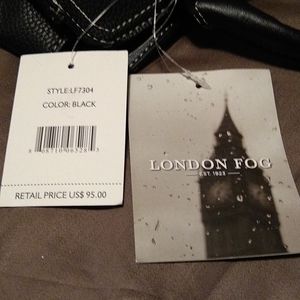 STYLE:LF7304
COLOR: BLACK
RETAIL PRICE US$ 95.00
LONDON FOG
EST. 1923